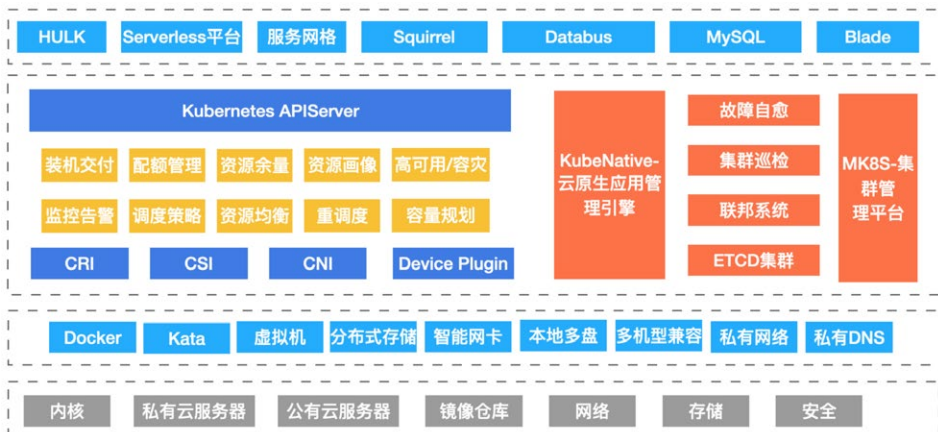 HULK
Serverless平台
服务网格
Squirrel
Databus
MySQL
Blade
Kubernetes APIServer
装机交付
配额管理
资源余量
资源画像
高可用/容灾
监控告警
调度策略
资源均衡
重调度
容量规划
CRI
CSI
CNI
Device Plugin
KubeNative-
云原生应用管
理引擎
故障自愈
集群巡检
联邦系统
ETCD集群
MK8S-集
群管
理平台
Docker
Kata
虚拟机
分布式存储
智能网卡
本地多盘
多机型兼容
私有网络
私有DNS
内核
私有云服务器
公有云服务器
镜像仓库
网络
存储
安全